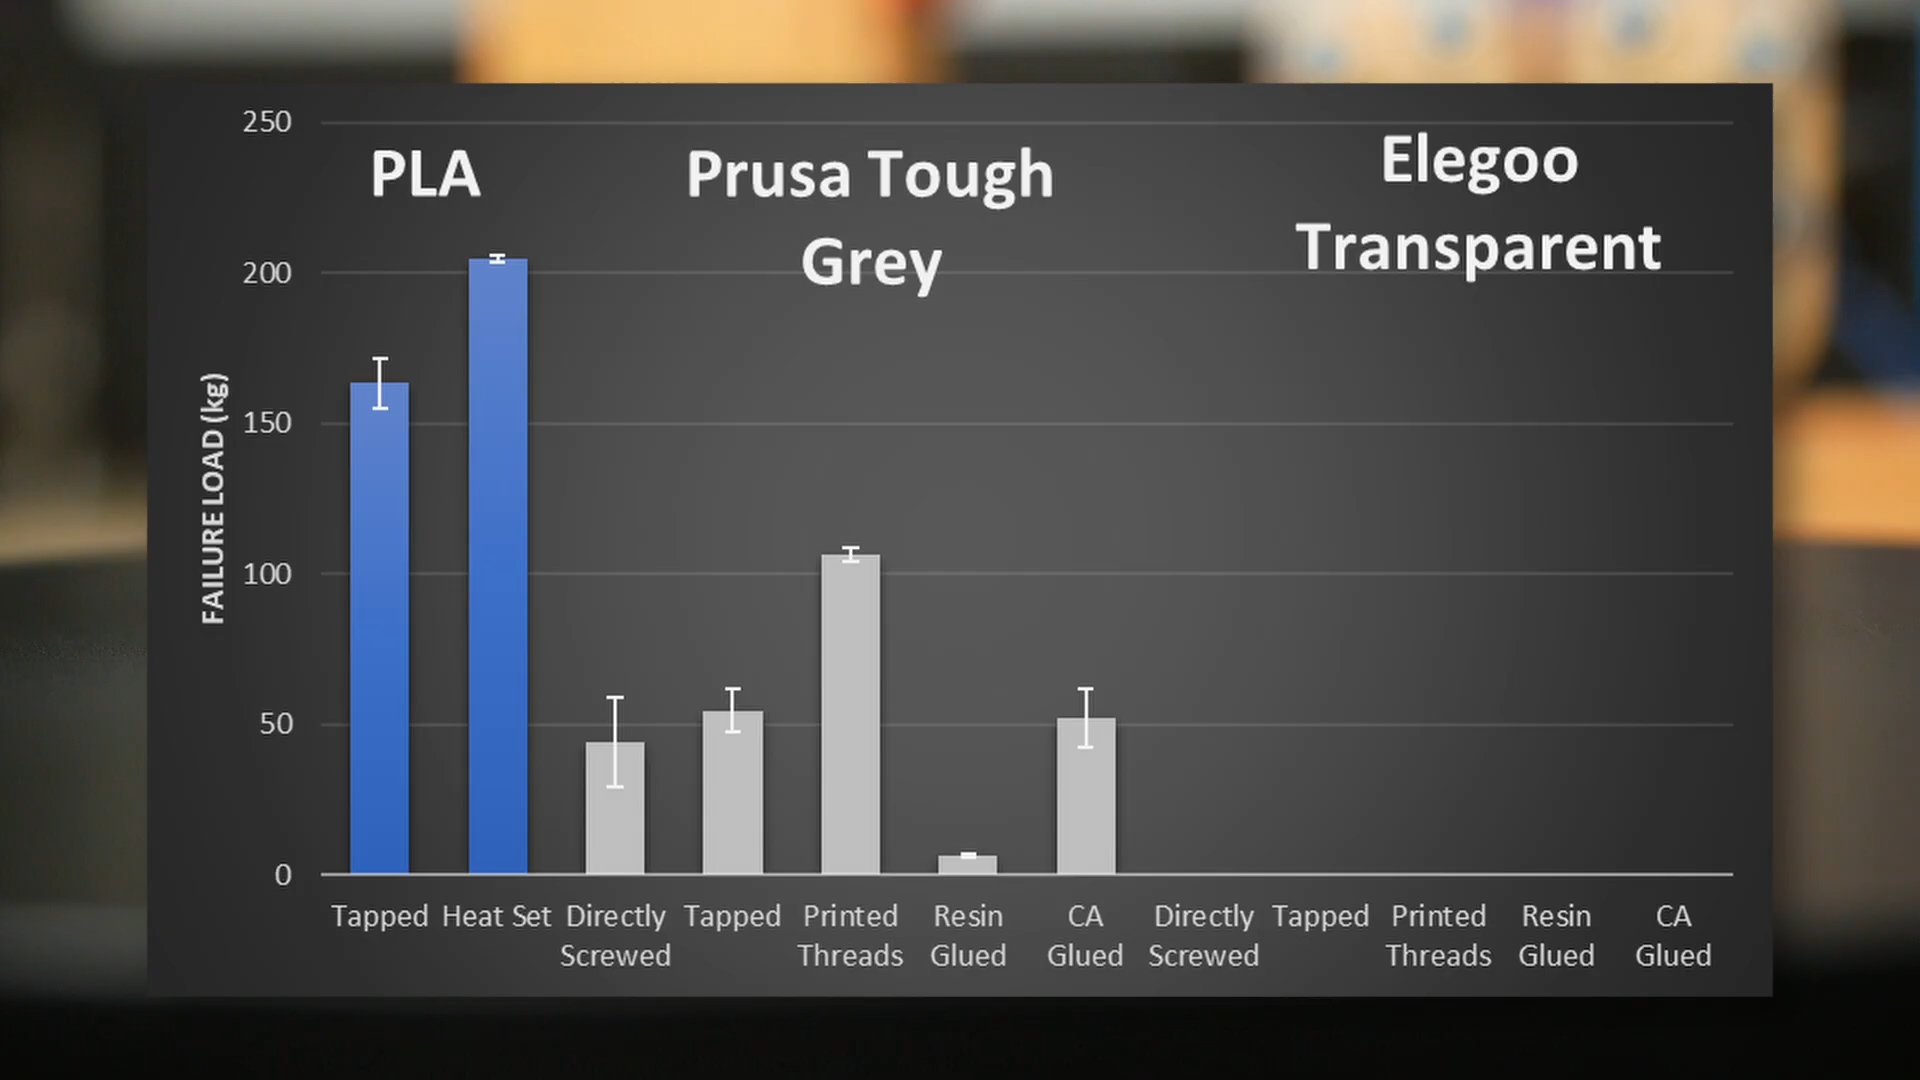 PLA
Prusa Tough
Grey
Elegoo
Transparent
FAILURE LOAD (kg)
250
200
150
100
50
0
Tapped
Heat Set
Directly
Screwed
Tapped
Printed
Threads
Resin
Glued
CA
Glued
Directly
Screwed
Tapped
Printed
Threads
Resin
Glued
CA
Glued